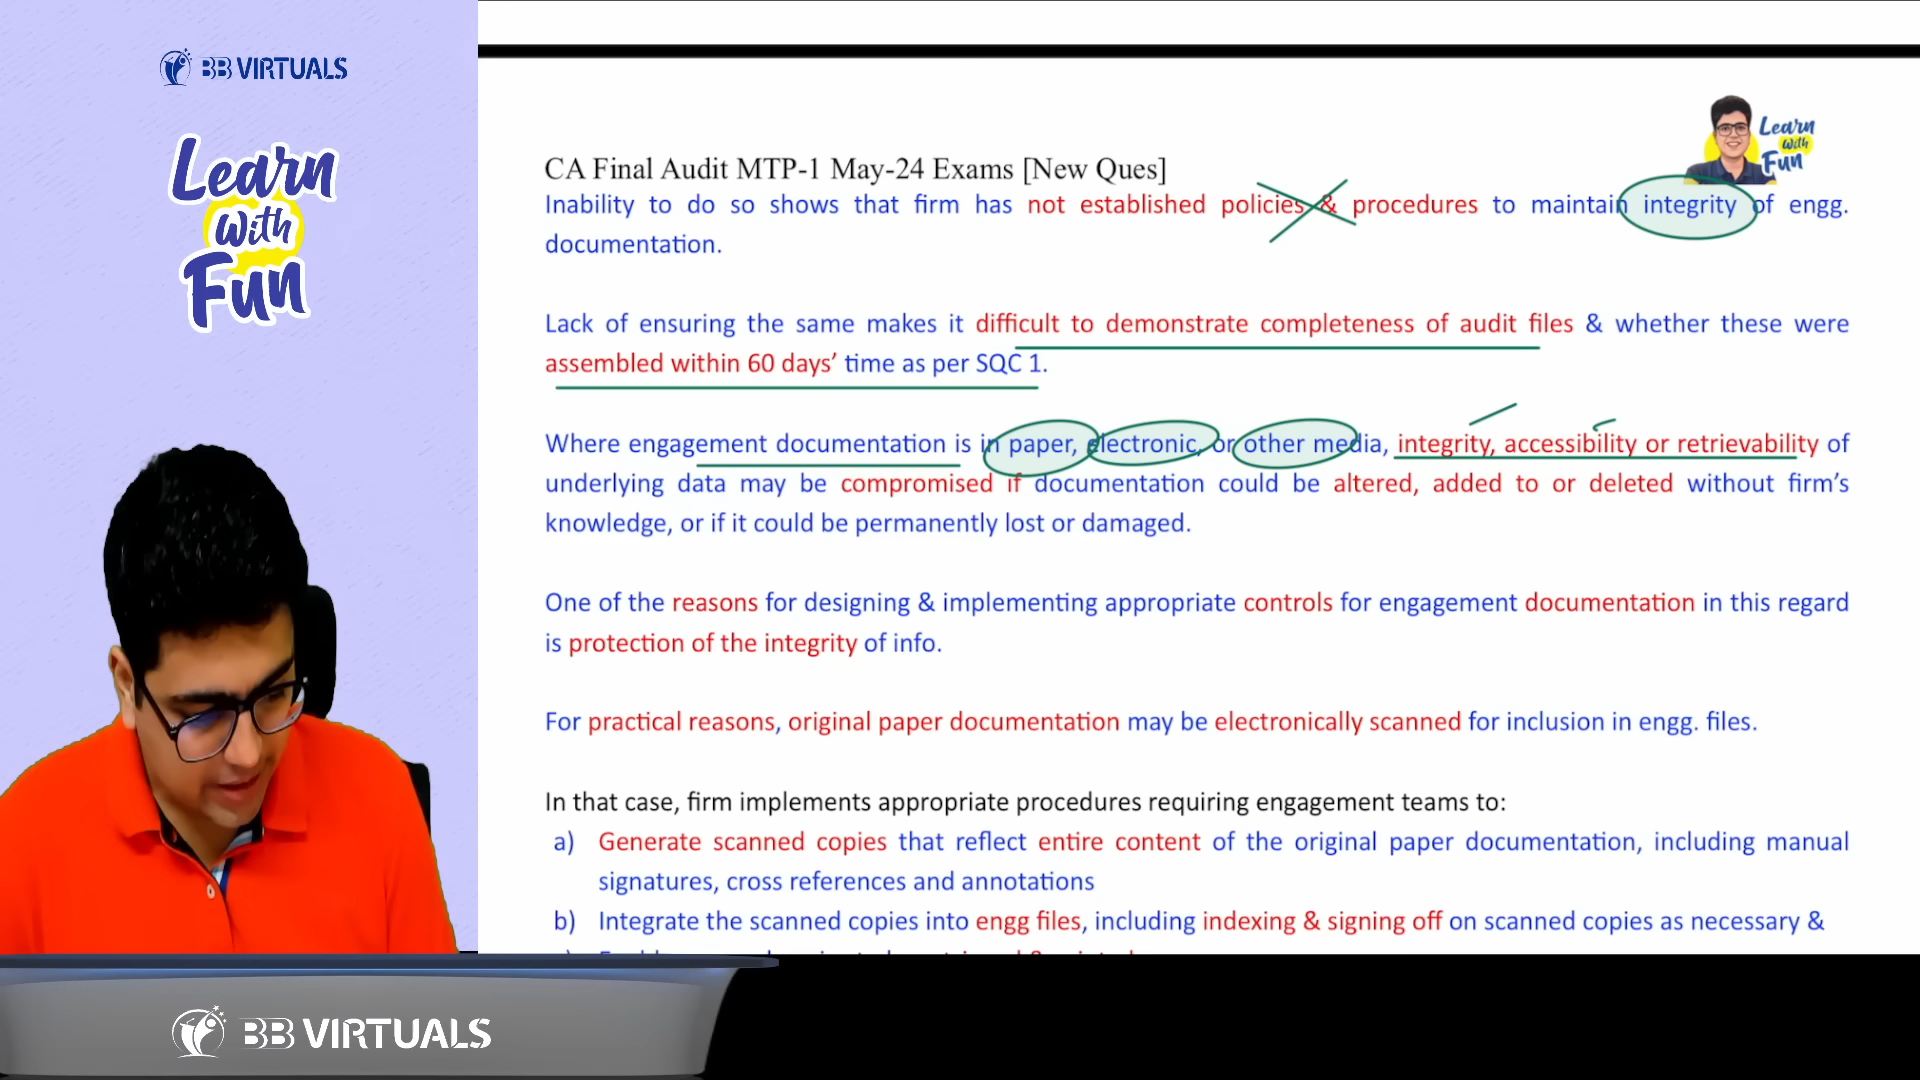 BB VIRTUALS
Learn
With
Fun
Learn
With
Fun
CA Final Audit MTP-1 May-24 Exams [New Ques]
Inability to do so shows that firm has not established policies & procedures to maintain integrity of engg.
documentation.
Lack of ensuring the same makes it difficult to demonstrate completeness of audit files & whether these were
assembled within 60 days’ time as per SQC 1.
Where engagement documentation is in paper, electronic, or other media, integrity, accessibility or retrievability of
underlying data may be compromised if documentation could be altered, added to or deleted without firm’s
knowledge, or if it could be permanently lost or damaged.
One of the reasons for designing & implementing appropriate controls for engagement documentation in this regard
is protection of the integrity of info.
For practical reasons, original paper documentation may be electronically scanned for inclusion in engg. files.
In that case, firm implements appropriate procedures requiring engagement teams to:
a) Generate scanned copies that reflect entire content of the original paper documentation, including manual
signatures, cross references and annotations
b) Integrate the scanned copies into engg files, including indexing & signing off on scanned copies as necessary &
BB VIRTUALS